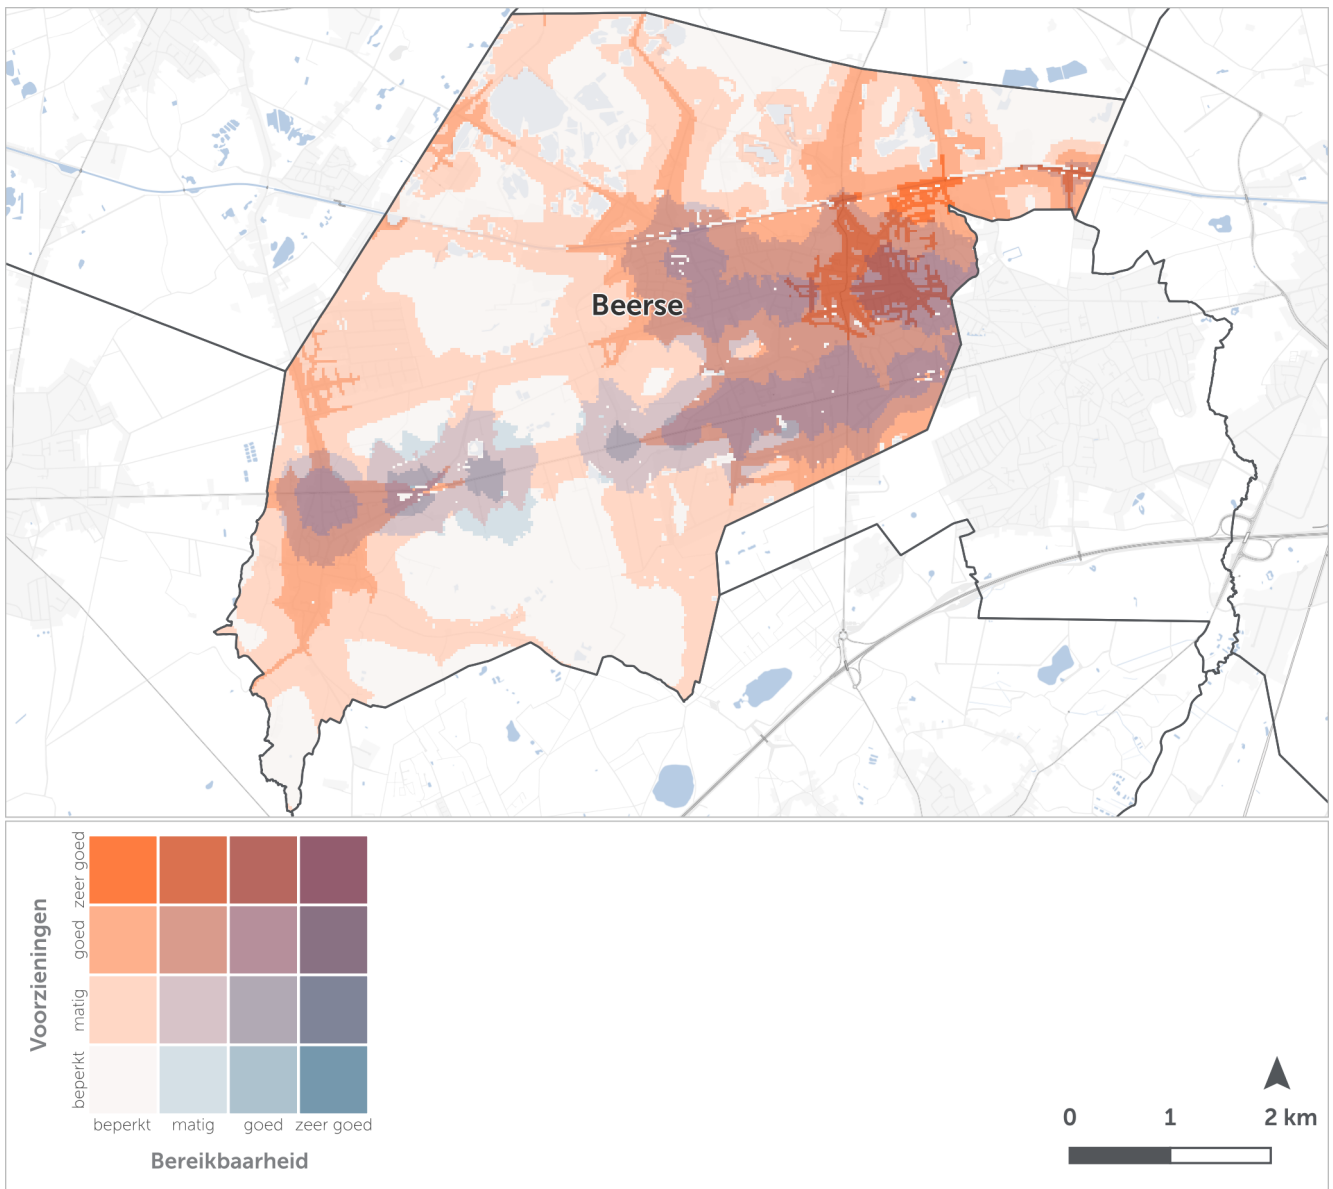 Beerse
Voorzieningen
zeer goed
goed
matig
beperkt
beperkt matig goed zeer goed
Bereikbaarheid
0 1 2 km